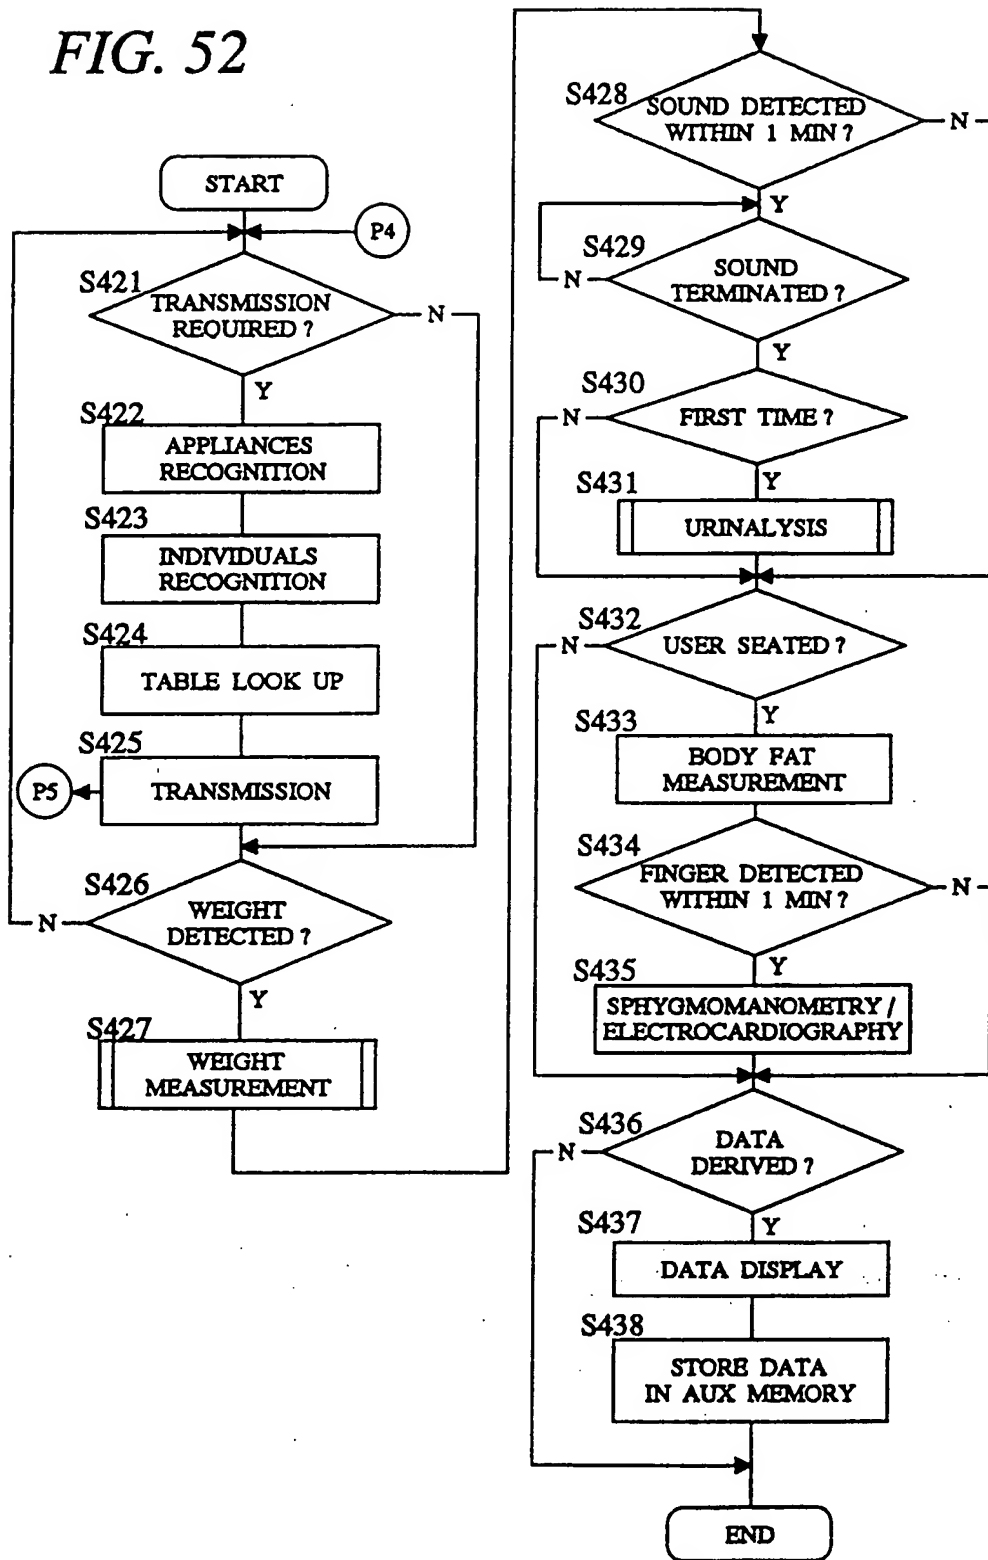 FIG. 52
START
P4
S421
TRANSMISSION
REQUIRED ?
N
Y
S422
APPLIANCES
RECOGNITION
S423
INDIVIDUALS
RECOGNITION
S424
TABLE LOOK UP
S425
P5
TRANSMISSION
S426
N
WEIGHT
DETECTED ?
Y
S427
WEIGHT
MEASUREMENT
S428
SOUND DETECTED
WITHIN 1 MIN ?
N
Y
S429
N
SOUND
TERMINATED ?
Y
S430
N
FIRST TIME ?
Y
S431
URINALYSIS
S432
N
USER SEATED ?
Y
S433
BODY FAT
MEASUREMENT
S434
FINGER DETECTED
WITHIN 1 MIN ?
N
Y
S435
SPHYGMOMANOMETRY /
ELECTROCARDIOGRAPHY
S436
N
DATA
DERIVED ?
Y
S437
DATA DISPLAY
S438
STORE DATA
IN AUX MEMORY
END